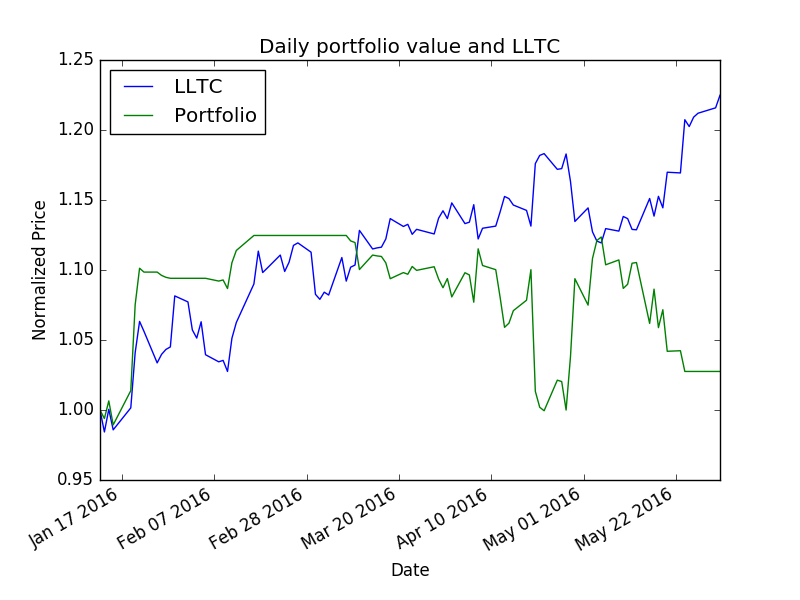 Daily portfolio value and LLTC
1.25
1.20
1.15
1.10
1.05
1.00
0.95
Normalized Price
LLTC
Portfolio
Jan 17 2016
Feb 07 2016
Feb 28 2016
Mar 20 2016
Apr 10 2016
May 01 2016
May 22 2016
Date